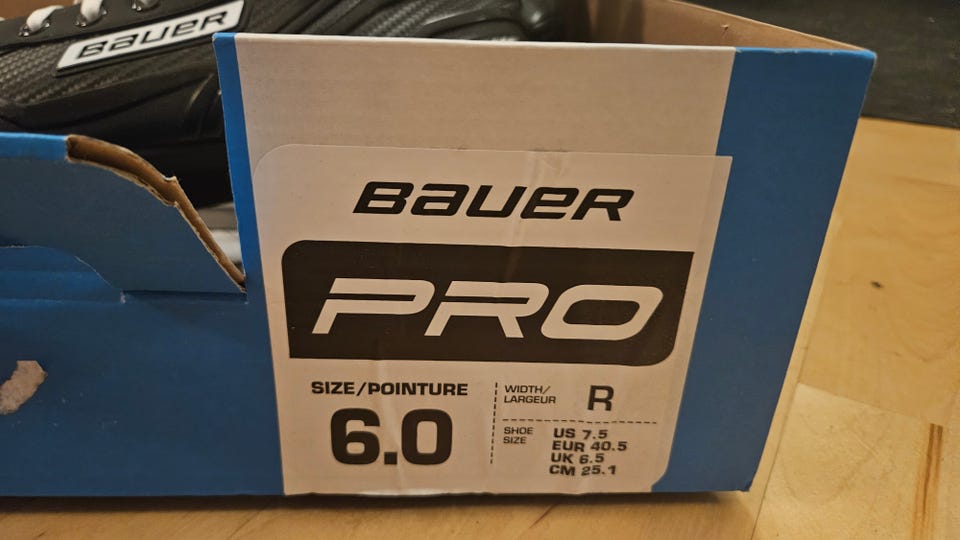 BAUER
BAUER
PRO
SIZE/POINTURE
6.0
WIDTH/
LARGEUR
R
SHOE
SIZE
US 7.5
EUR 40.5
UK 6.5
CM 25.1